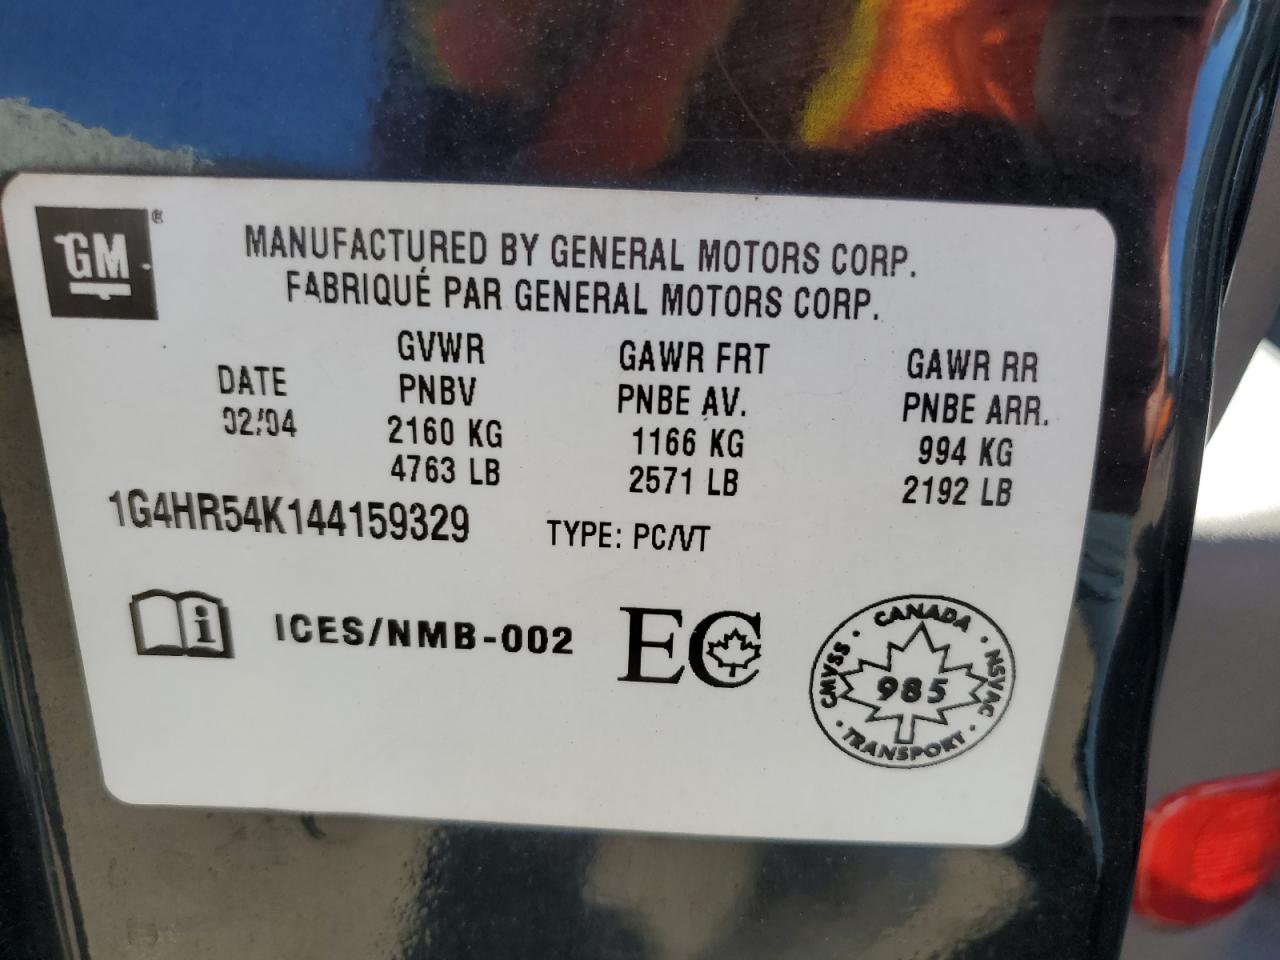 GM®
MANUFACTURED BY GENERAL MOTORS CORP.
FABRIQUÉ PAR GENERAL MOTORS CORP.
DATE
02/04
GVWR
PNBV
2160 KG
4763 LB
GAWR FRT
PNBE AV.
1166 KG
2571 LB
GAWR RR
PNBE ARR.
994 KG
2192 LB
1G4HR54K144159329 TYPE: PC/VT
i ICES/NMB-002 EC
CANADA
CMVSS • NSVAC
985
TRANSPORT